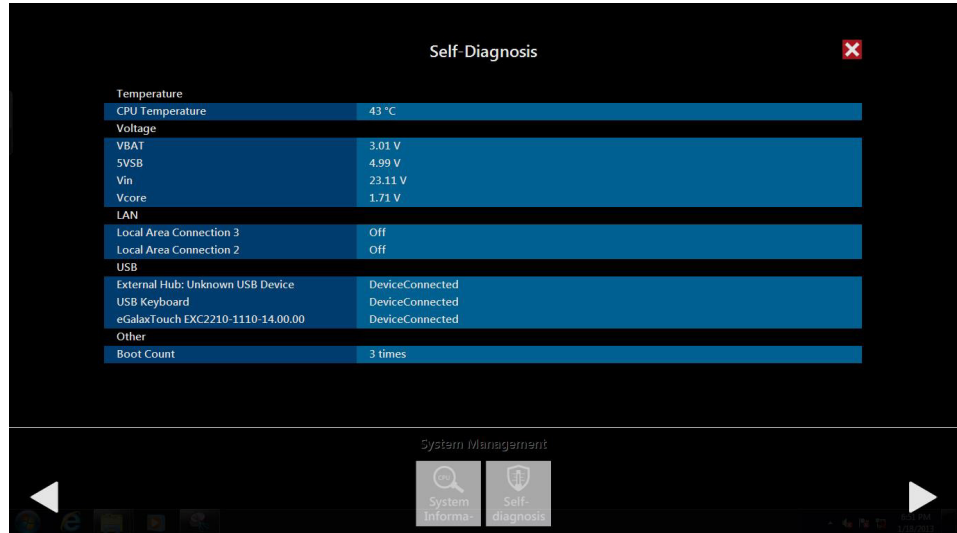 Self-Diagnosis
Temperature
CPU Temperature 43 °C
Voltage
VBAT 3.01 V
5VSB 4.99 V
Vin 23.11 V
Vcore 1.71 V
LAN
Local Area Connection 3 Off
Local Area Connection 2 Off
USB
External Hub: Unknown USB Device DeviceConnected
USB Keyboard DeviceConnected
eGalaxTouch EXC2210-1110-14.00.00 DeviceConnected
Other
Boot Count 3 times
System Management
CPU
System
Informa-
Self-
diagnosis